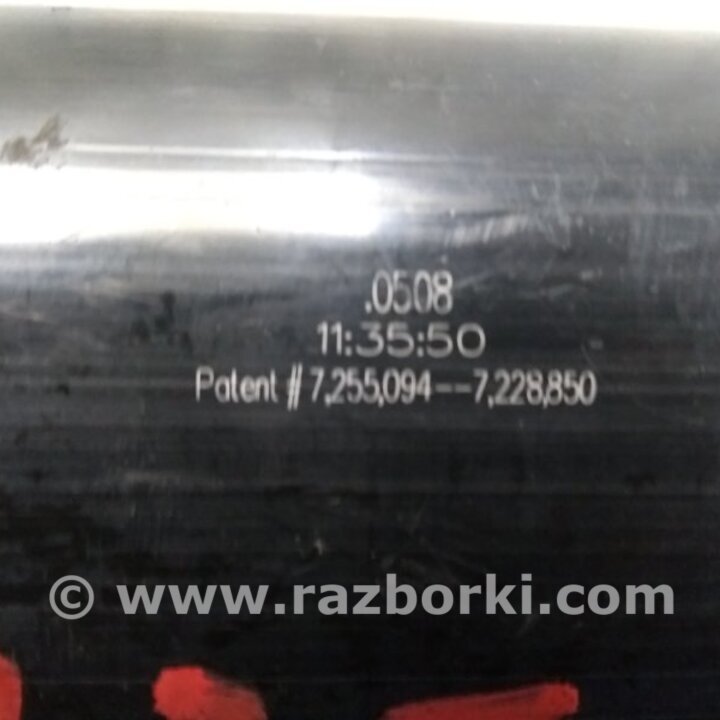 .0508
11:35:50
Patent # 7,255,094--7,228,850
© www.razborki.com